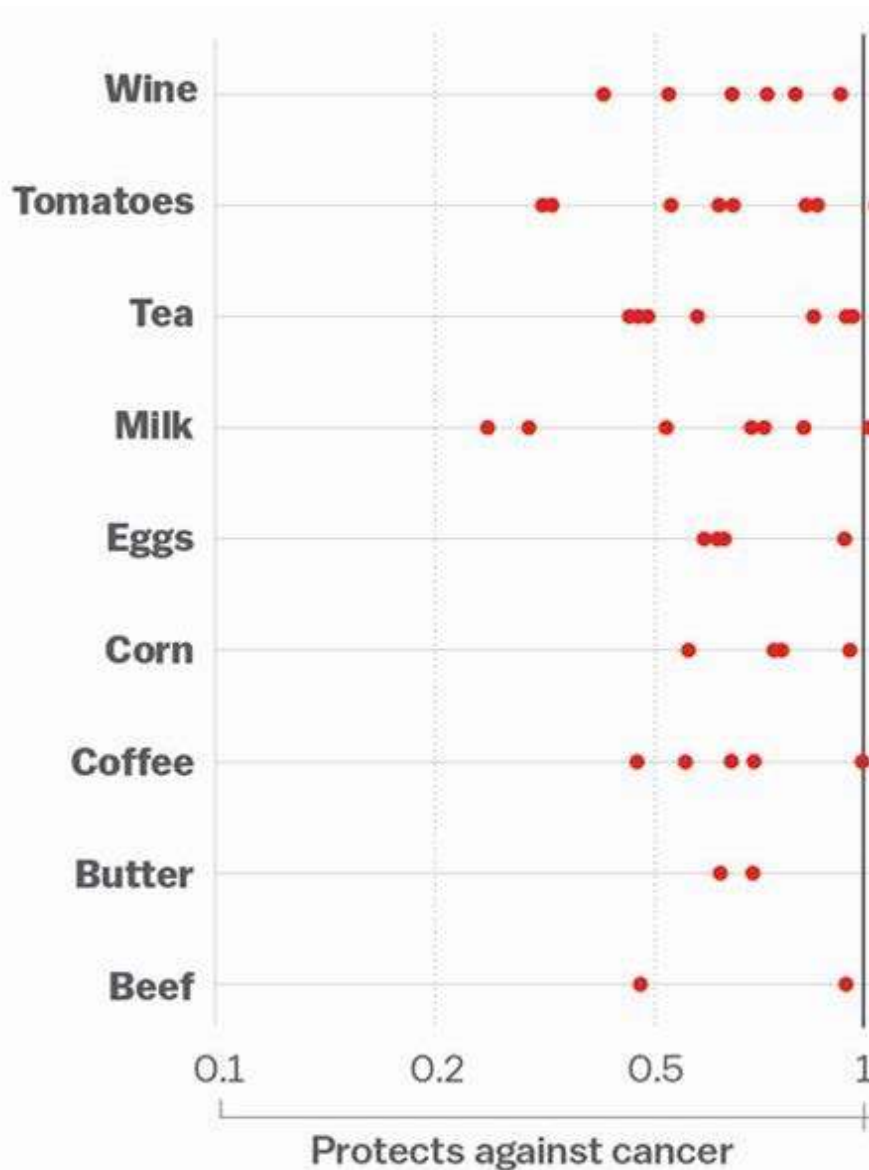 Wine
Tomatoes
Tea
Milk
Eggs
Corn
Coffee
Butter
Beef
0.1 0.2 0.5 1
Protects against cancer